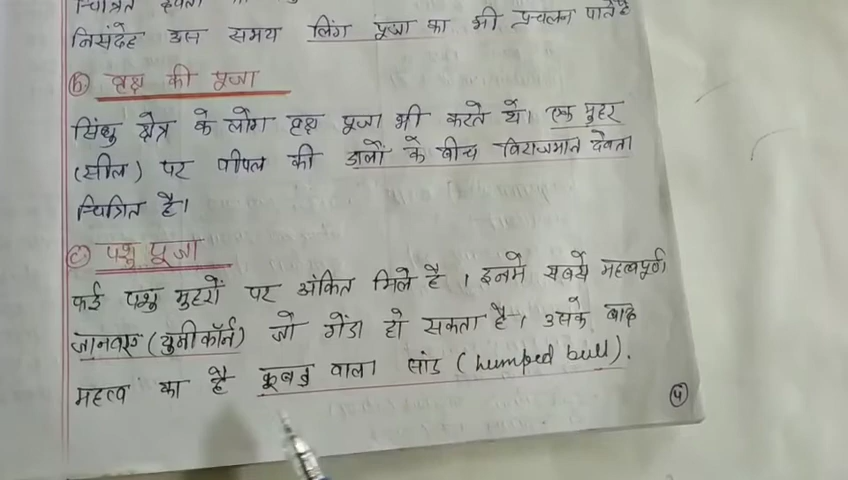 चित्रित देवता
निसंदेह उस समय लिंग पूजा का भी प्रचलन पाते है
(b) वृक्ष की पूजा
सिंधु क्षेत्र के लोग वृक्ष पूजा भी करते थे। एक मुहर
(सील) पर पीपल की डालों के बीच विराजमान देवता
चित्रित है।
(c) पशु पूजा
कई पशु मुहरों पर अंकित मिले है। इनमे सबसे महत्वपूर्ण
जानवर (युनीकॉर्न) जो गेंडा हो सकता है। उसके बाद
महत्व का है कूबड़ वाला सांड (humped bull).